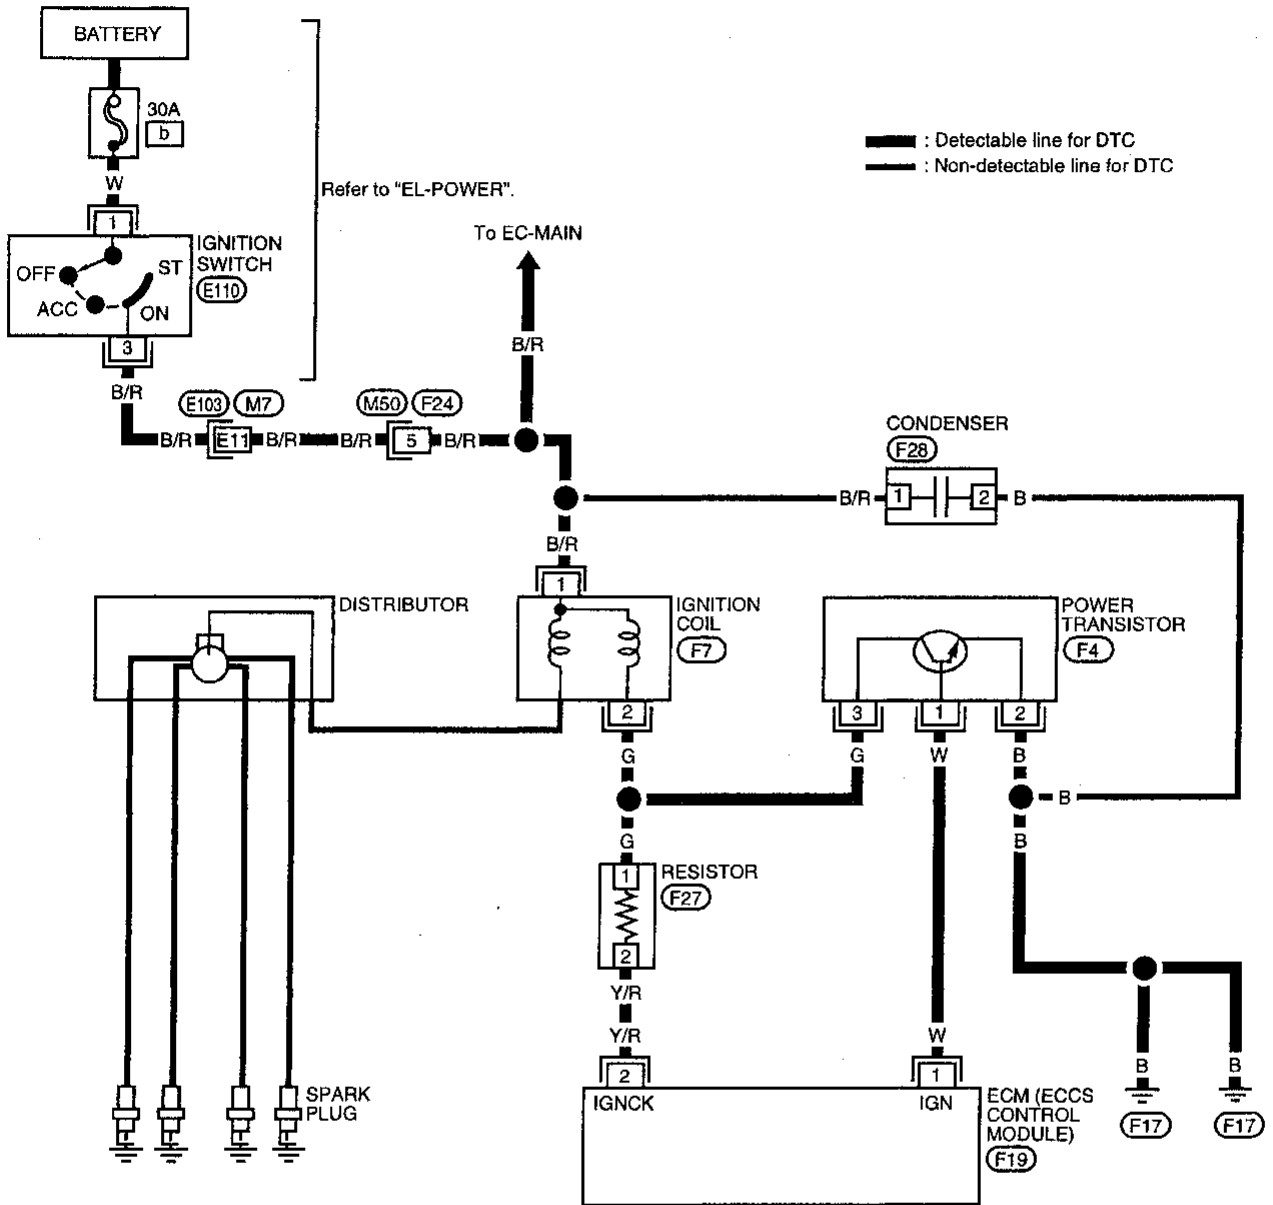 BATTERY
30A
b
W
Refer to "EL-POWER".
: Detectable line for DTC
: Non-detectable line for DTC
1
IGNITION
SWITCH
E110
OFF
ST
ACC
ON
3
To EC-MAIN
B/R
B/R
E103 M7
M50 F24
B/R E11 B/R B/R 5 B/R
CONDENSER
F28
B/R 1 2 B
B/R
1
DISTRIBUTOR
IGNITION
COIL
F7
POWER
TRANSISTOR
F4
2
3 1 2
G
G W B
B
G
B
1
RESISTOR
F27
2
Y/R
Y/R
W
2
1
IGNCK
IGN
ECM (ECCS
CONTROL
MODULE)
F19
B B
F17 F17
SPARK
PLUG